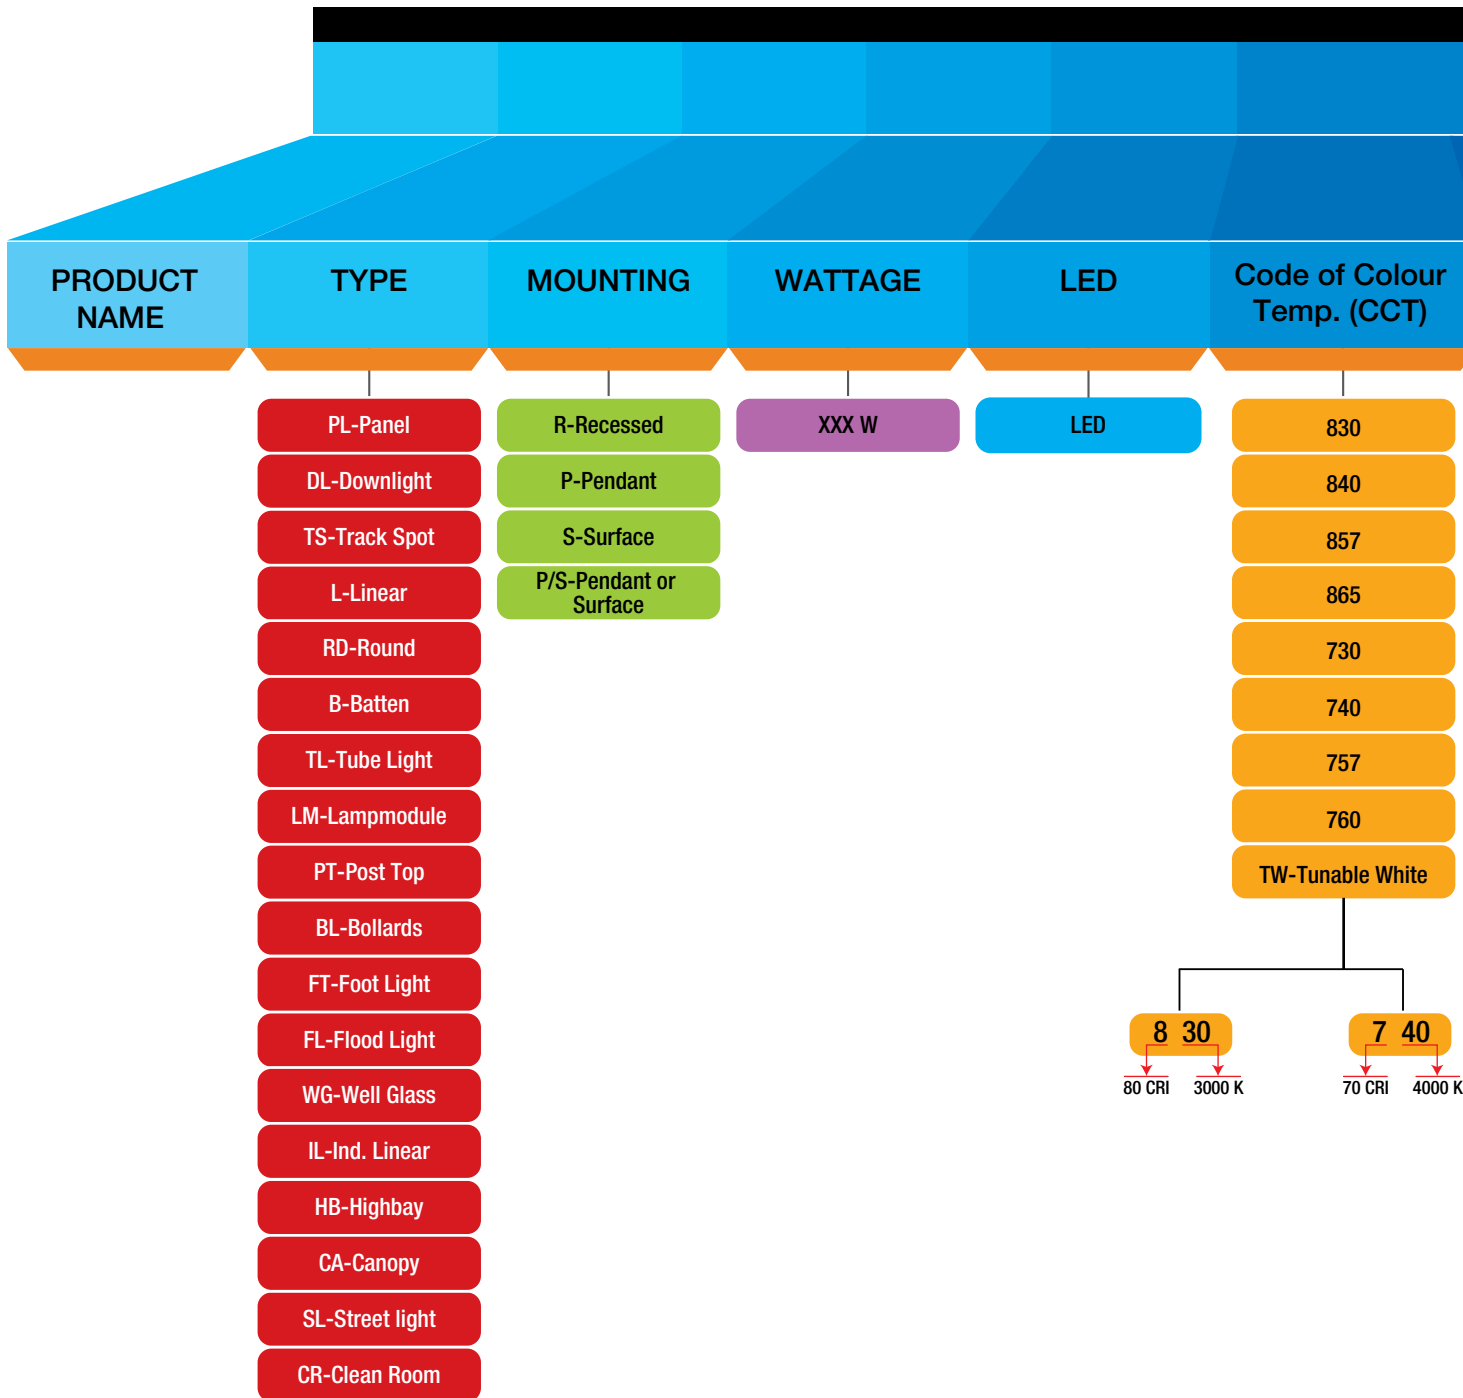 PRODUCT
NAME
TYPE
MOUNTING
WATTAGE
LED
Code of Colour
Temp. (CCT)
PL-Panel
DL-Downlight
TS-Track Spot
L-Linear
RD-Round
B-Batten
TL-Tube Light
LM-Lampmodule
PT-Post Top
BL-Bollards
FT-Foot Light
FL-Flood Light
WG-Well Glass
IL-Ind. Linear
HB-Highbay
CA-Canopy
SL-Street light
CR-Clean Room
R-Recessed
P-Pendant
S-Surface
P/S-Pendant or
Surface
XXX W
LED
830
840
857
865
730
740
757
760
TW-Tunable White
8 30
80 CRI 3000 K
7 40
70 CRI 4000 K